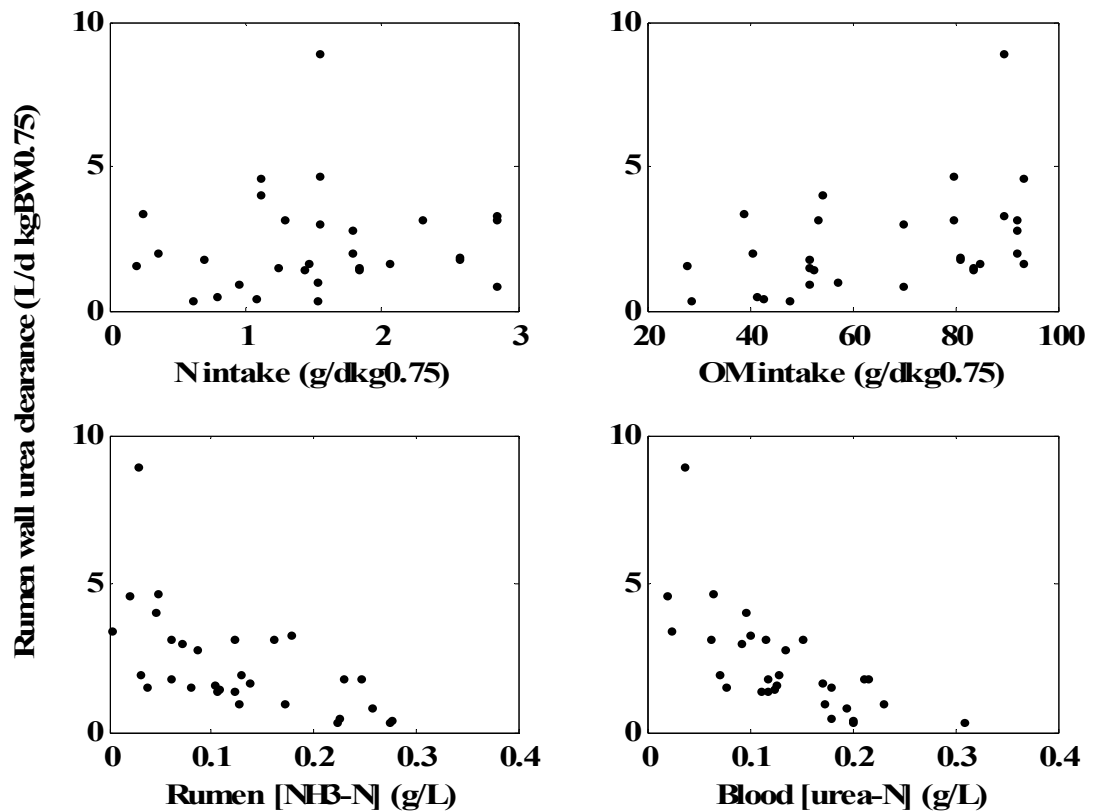 Rumen wall urea clearance (L/d kgBW0.75)
10
5
0
0 1 2 3
N intake (g/dkg0.75)
10
5
0
20 40 60 80 100
OM intake (g/dkg0.75)
10
5
0
0 0.1 0.2 0.3 0.4
Rumen [NH3-N] (g/L)
10
5
0
0 0.1 0.2 0.3 0.4
Blood [urea-N] (g/L)